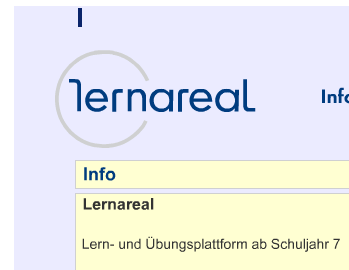 lernareal
Info
Lernareal
Lern- und Übungsplattform ab Schuljahr 7